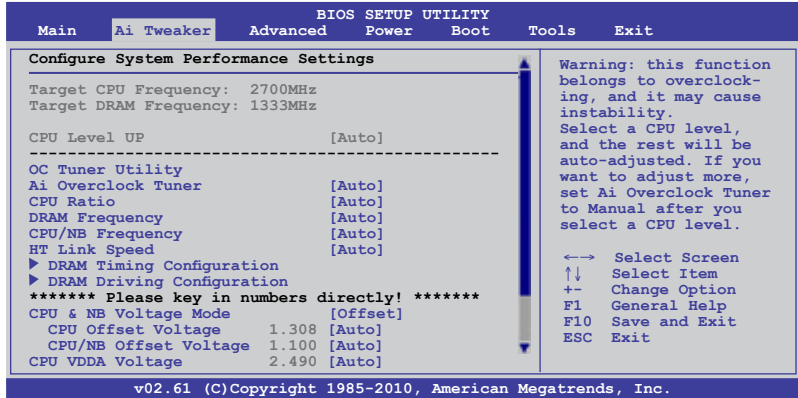 BIOS SETUP UTILITY
Main Ai Tweaker Advanced Power Boot Tools Exit
Configure System Performance Settings
Target CPU Frequency: 2700MHz
Target DRAM Frequency: 1333MHz
CPU Level UP [Auto]
------------------------------------------------
OC Tuner Utility
Ai Overclock Tuner [Auto]
CPU Ratio [Auto]
DRAM Frequency [Auto]
CPU/NB Frequency [Auto]
HT Link Speed [Auto]
DRAM Timing Configuration
DRAM Driving Configuration
******* Please key in numbers directly! *******
CPU & NB Voltage Mode [Offset]
CPU Offset Voltage 1.308 [Auto]
CPU/NB Offset Voltage 1.100 [Auto]
CPU VDDA Voltage 2.490 [Auto]
Warning: this function
belongs to overclock-
ing, and it may cause
instability.
Select a CPU level,
and the rest will be
auto-adjusted. If you
want to adjust more,
set Ai Overclock Tuner
to Manual after you
select a CPU level.
←→ Select Screen
↑↓ Select Item
+- Change Option
F1 General Help
F10 Save and Exit
ESC Exit
v02.61 (C)Copyright 1985-2010, American Megatrends, Inc.